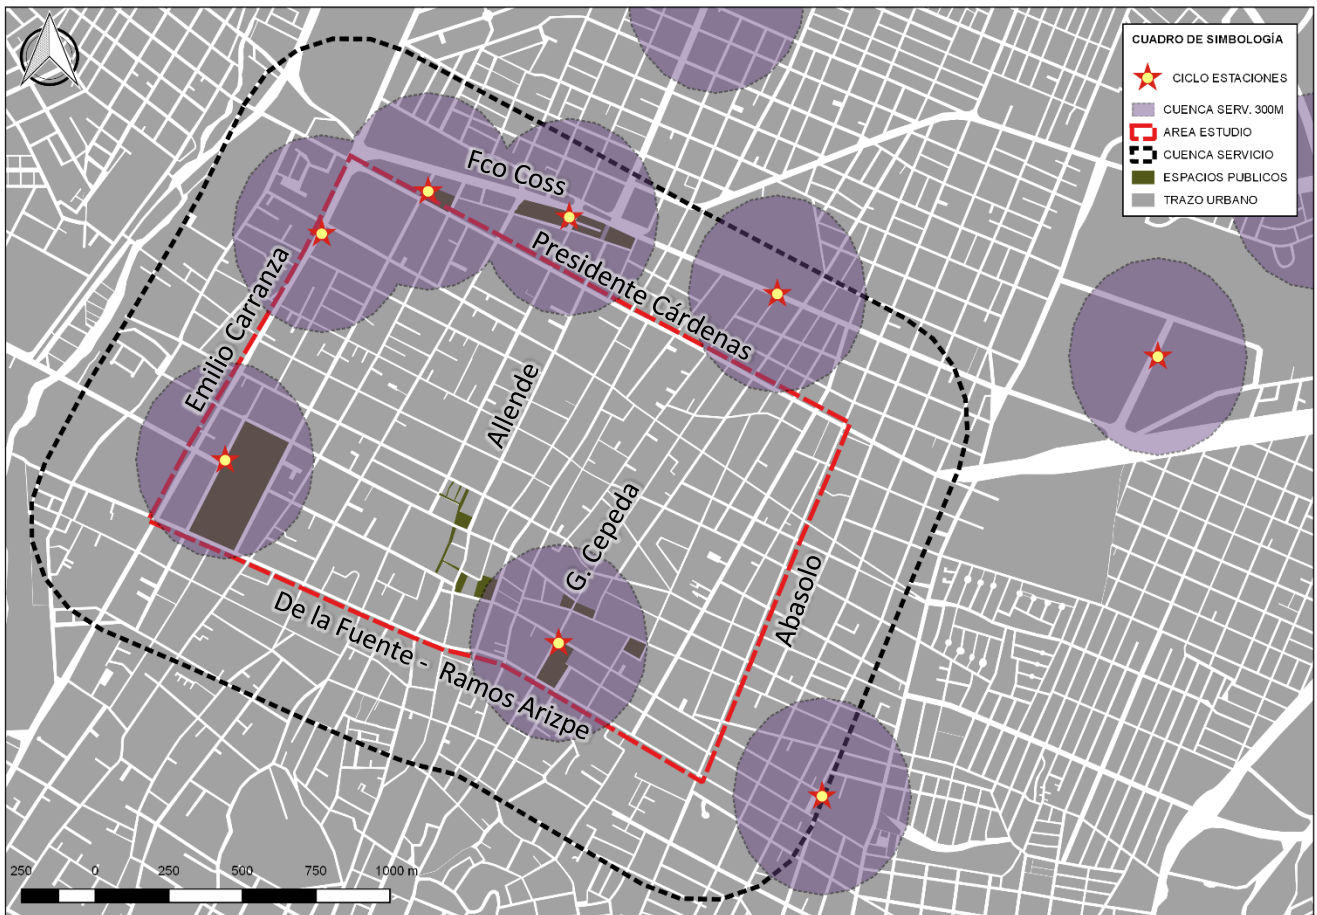 CUADRO DE SIMBOLOGÍA
CICLO ESTACIONES
CUENCA SERV. 300M
AREA ESTUDIO
CUENCA SERVICIO
ESPACIOS PUBLICOS
TRAZO URBANO
Fco Coss
Presidente Cárdenas
Emilio Carranza
Allende
G. Cepeda
Abasolo
De la Fuente - Ramos Arizpe
250 0 250 500 750 1000 m